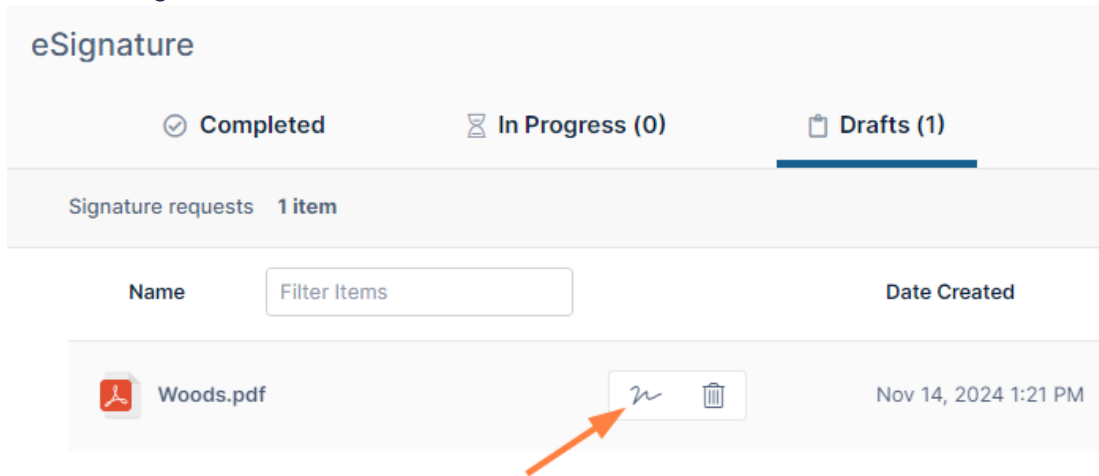 eSignature
Completed In Progress (0) Drafts (1)
Signature requests 1 item
Name Filter Items Date Created
Woods.pdf Nov 14, 2024 1:21 PM